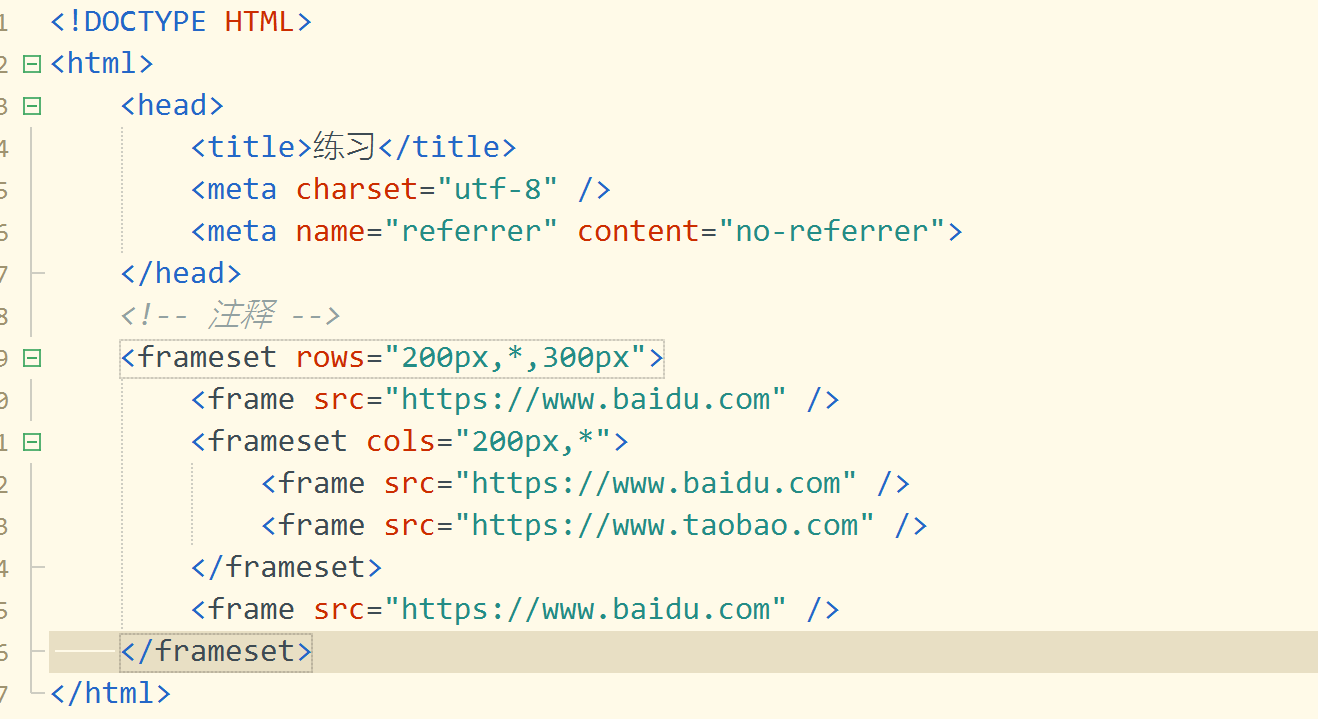 1 <!DOCTYPE HTML>
2 <html>
3 <head>
4 <title>练习</title>
5 <meta charset="utf-8" />
6 <meta name="referrer" content="no-referrer">
7 </head>
8 <!-- 注释 -->
9 <frameset rows="200px,*,300px">
0 <frame src="https://www.baidu.com" />
1 <frameset cols="200px,*">
2 <frame src="https://www.baidu.com" />
3 <frame src="https://www.taobao.com" />
4 </frameset>
5 <frame src="https://www.baidu.com" />
6 </frameset>
7 </html>